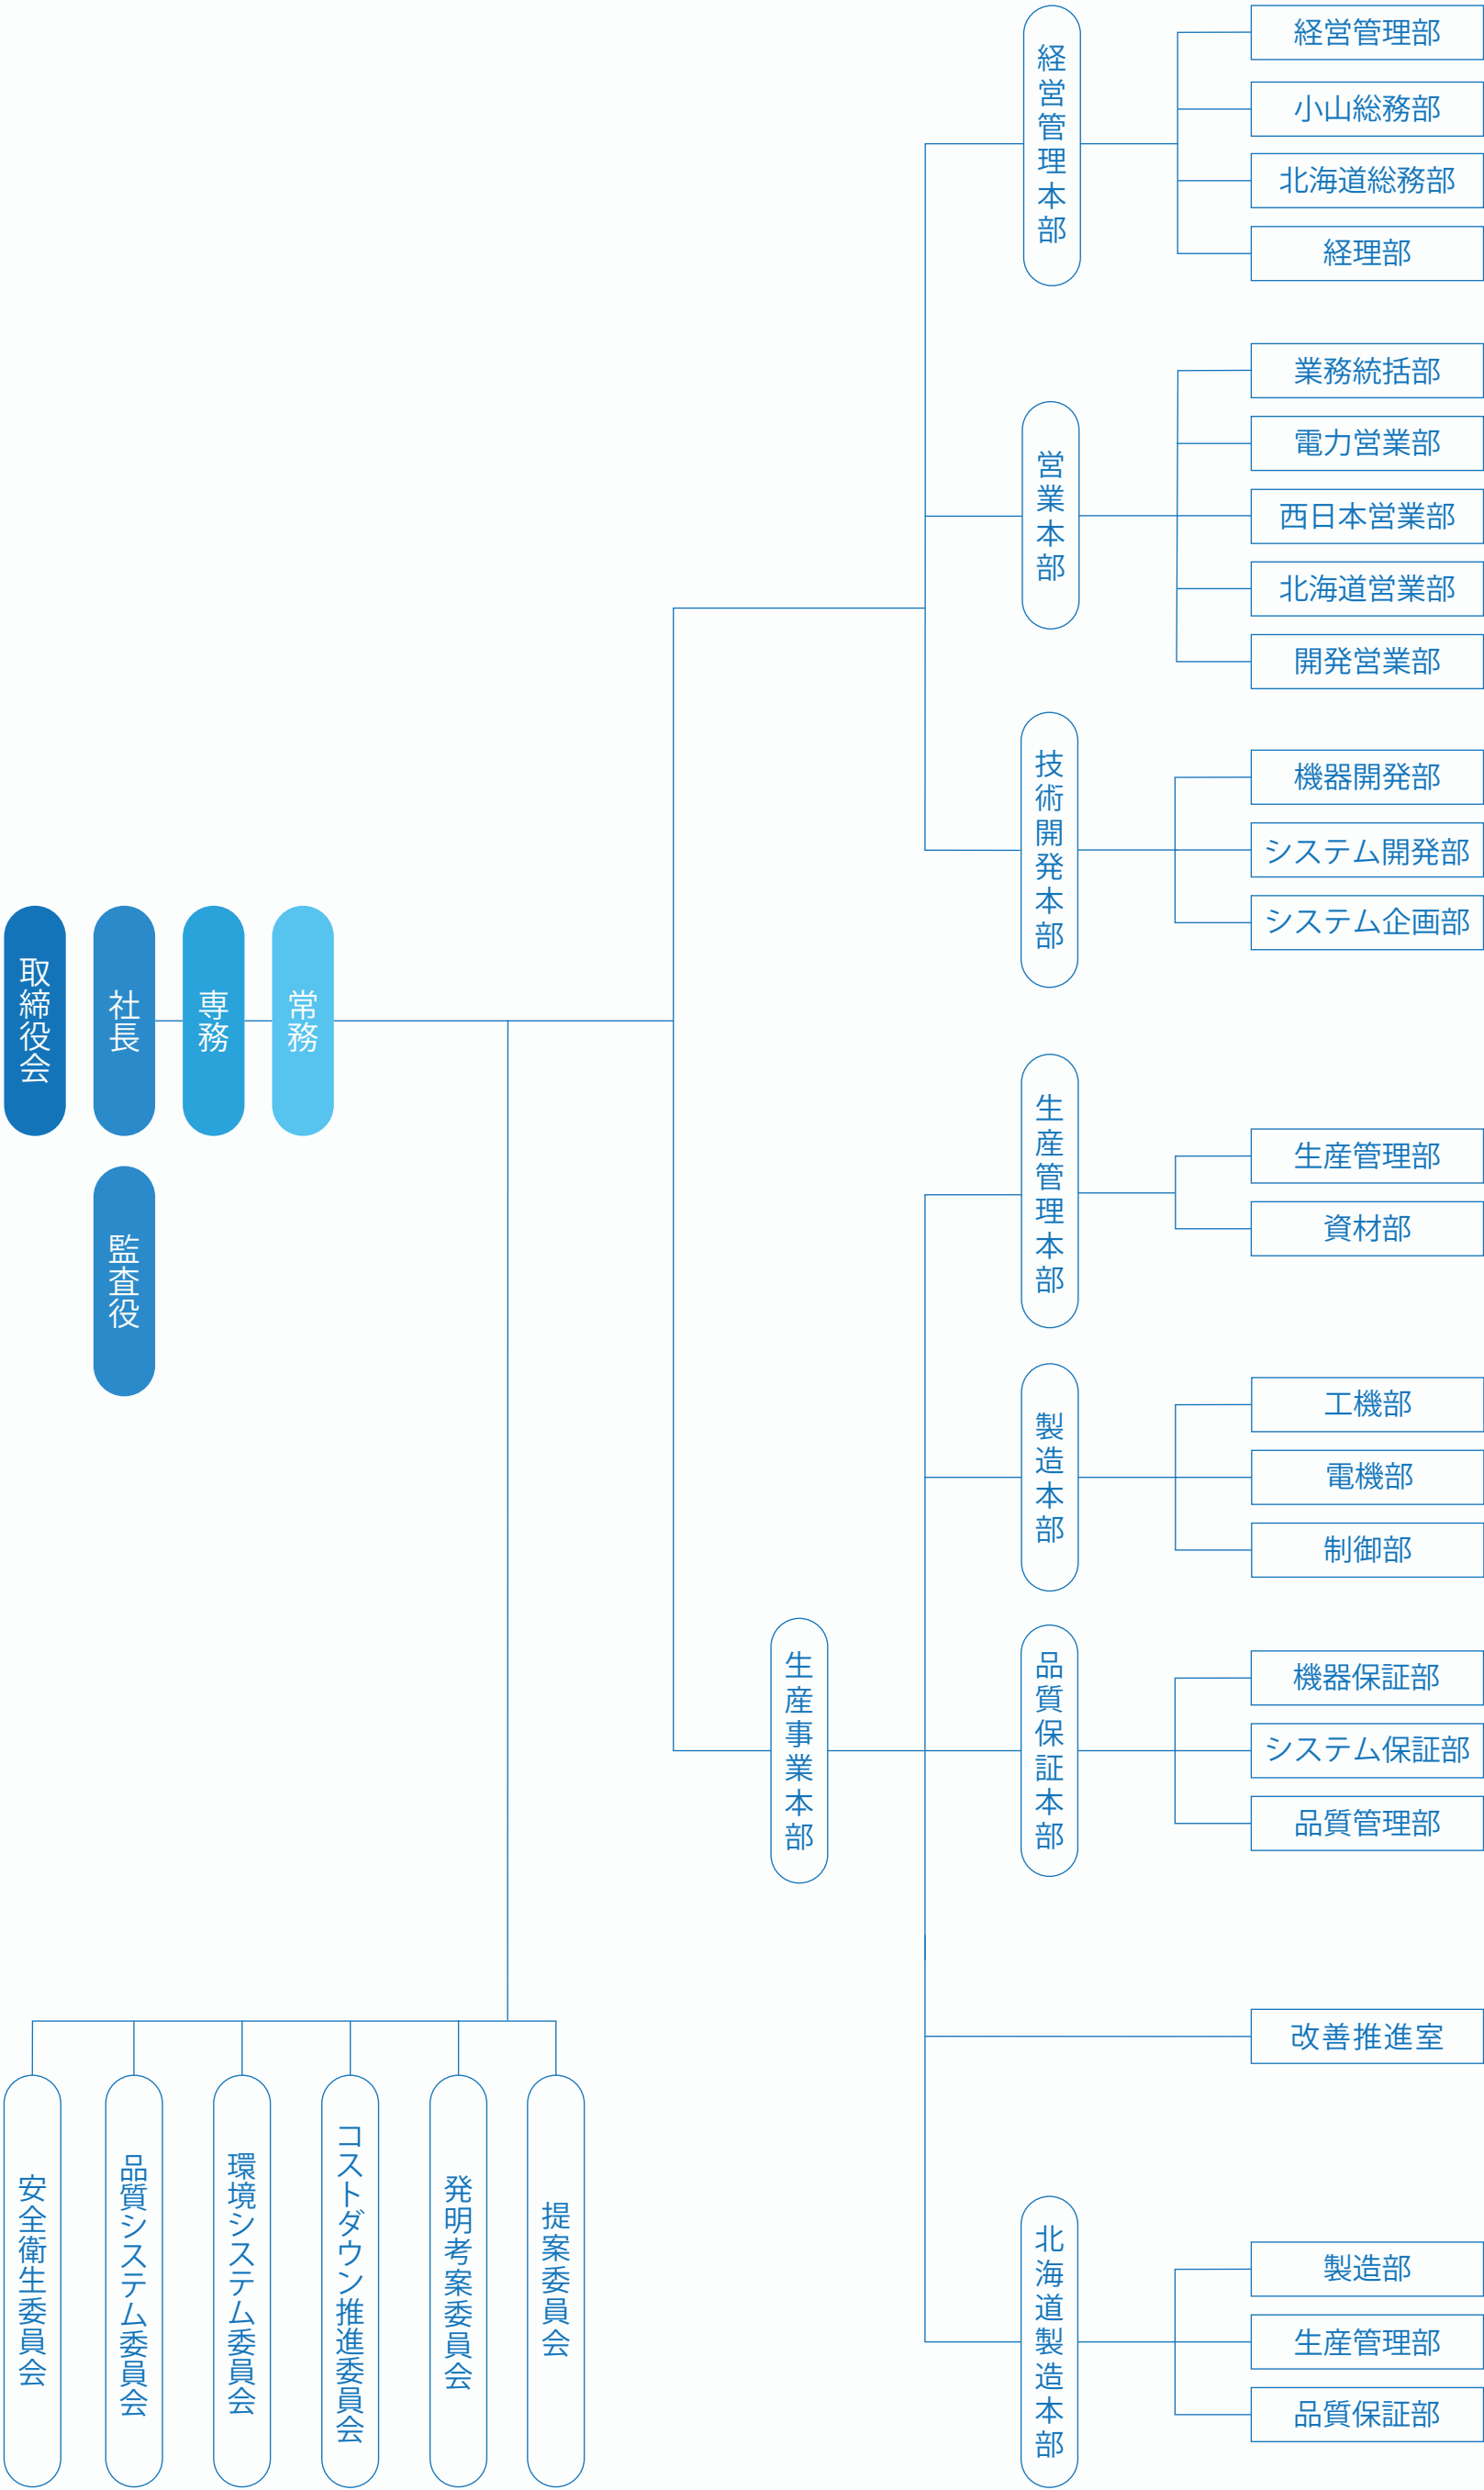 取締役会
社長
専務
常務
監査役
経営管理本部
経営管理部
小山総務部
北海道総務部
経理部
営業本部
業務統括部
電力営業部
西日本営業部
北海道営業部
開発営業部
技術開発本部
機器開発部
システム開発部
システム企画部
生産事業本部
生産管理本部
生産管理部
資材部
製造本部
工機部
電機部
制御部
品質保証本部
機器保証部
システム保証部
品質管理部
改善推進室
北海道製造本部
製造部
生産管理部
品質保証部
安全衛生委員会
品質システム委員会
環境システム委員会
コストダウン推進委員会
発明考案委員会
提案委員会